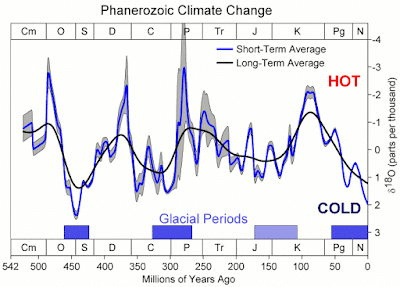 Phanerozoic Climate Change
Cm O S D C P Tr J K Pg N
Short-Term Average
Long-Term Average
HOT
-4
-3
-2
-1
0
1
2
3
δ18O (parts per thousand)
COLD
Glacial Periods
Cm O S D C P Tr J K Pg N
542 500 450 400 350 300 250 200 150 100 50 0
Millions of Years Ago